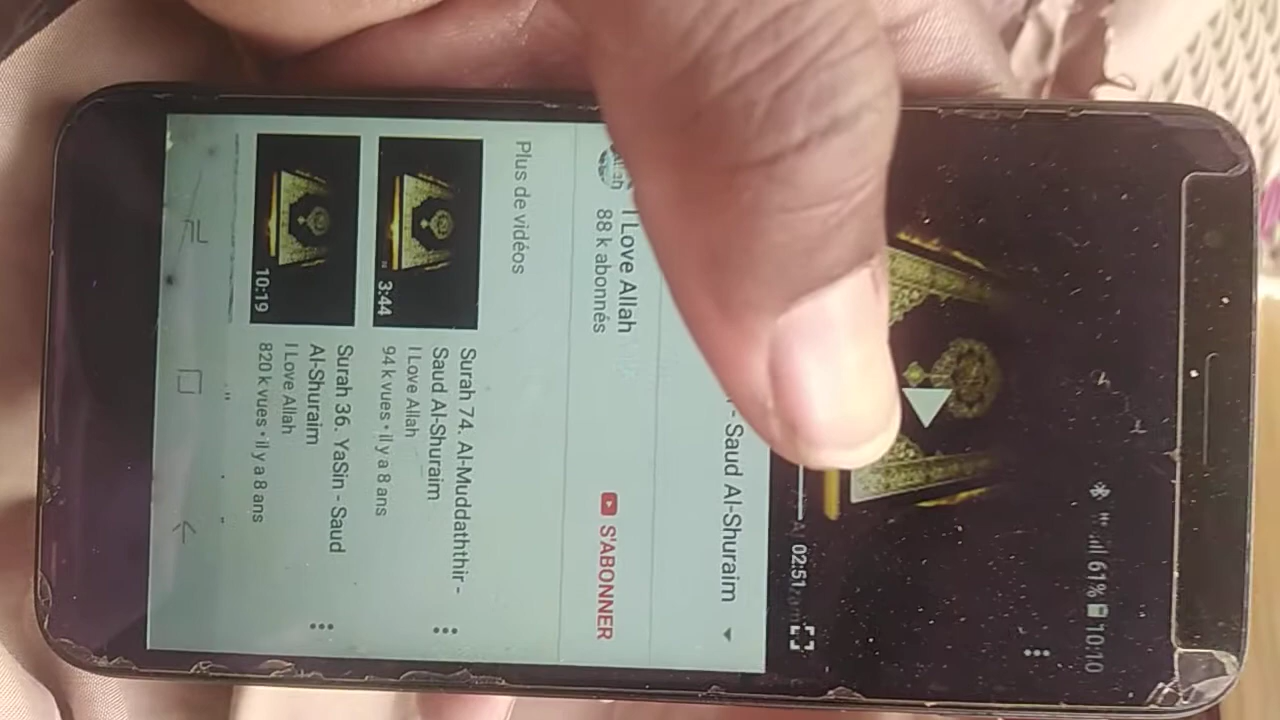 61% 10:10
02:51
- Saud Al-Shuraim
I Love Allah
88 k abonnés
S'ABONNER
Plus de vidéos
3:44
Surah 74. Al-Muddaththir -
Saud Al-Shuraim
I Love Allah
94 k vues • il y a 8 ans
10:19
Surah 36. YaSin - Saud
Al-Shuraim
I Love Allah
820 k vues • il y a 8 ans